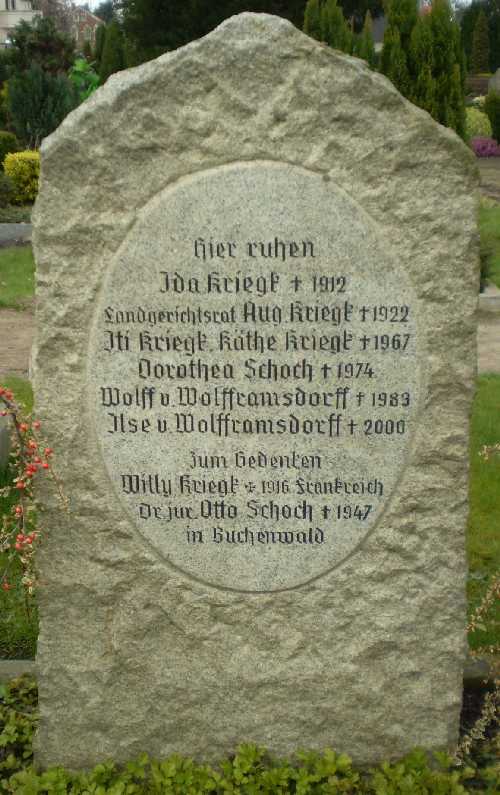 Hier ruhen
Ida Kriegk + 1912
Landgerichtsrat Aug Kriegk + 1922
Iti Kriegk, Käthe Kriegk + 1967
Dorothea Schoch + 1974
Wolff v. Wolfframsdorff + 1983
Ilse v. Wolfframsdorff + 2000
Zum Gedenken
Willy Kriegk + 1916 Frankreich
Dr. jur. Otto Schoch + 1947
in Buchenwald